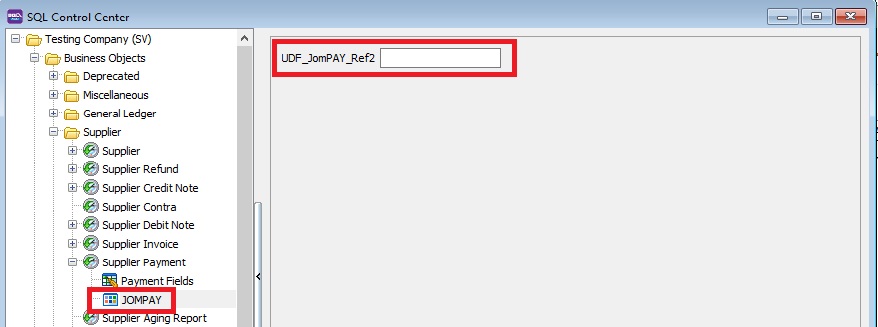 SQL Control Center
Testing Company (SV)
Business Objects
Deprecated
Miscellaneous
General Ledger
Supplier
Supplier
Supplier Refund
Supplier Credit Note
Supplier Contra
Supplier Debit Note
Supplier Invoice
Supplier Payment
Payment Fields
JOMPAY
Supplier Aging Report
UDF_JomPAY_Ref2